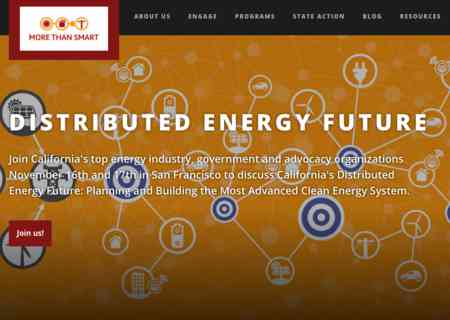 MORE THAN SMART
ABOUT US ENGAGE PROGRAMS STATE ACTION BLOG RESOURCES
DISTRIBUTED ENERGY FUTURE
Join California's top energy industry, government and advocacy organizations
November 16th and 17th in San Francisco to discuss California's Distributed
Energy Future: Planning and Building the Most Advanced Clean Energy System.
Join us!